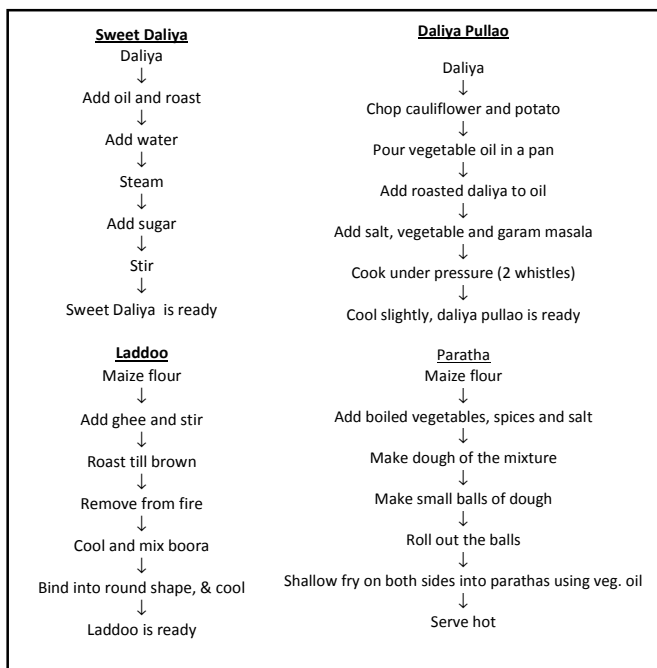 Sweet Daliya
Daliya
↓
Add oil and roast
↓
Add water
↓
Steam
↓
Add sugar
↓
Stir
↓
Sweet Daliya is ready
Daliya Pullao
Daliya
↓
Chop cauliflower and potato
↓
Pour vegetable oil in a pan
↓
Add roasted daliya to oil
↓
Add salt, vegetable and garam masala
↓
Cook under pressure (2 whistles)
↓
Cool slightly, daliya pullao is ready
Laddoo
Maize flour
↓
Add ghee and stir
↓
Roast till brown
↓
Remove from fire
↓
Cool and mix boora
↓
Bind into round shape, & cool
↓
Laddoo is ready
Paratha
Maize flour
↓
Add boiled vegetables, spices and salt
↓
Make dough of the mixture
↓
Make small balls of dough
↓
Roll out the balls
↓
Shallow fry on both sides into parathas using veg. oil
↓
Serve hot